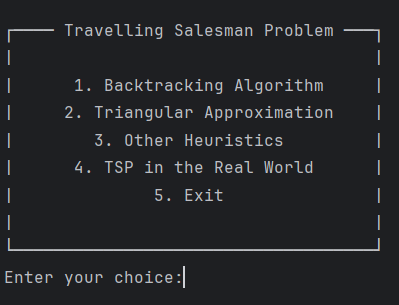 Travelling Salesman Problem
1. Backtracking Algorithm
2. Triangular Approximation
3. Other Heuristics
4. TSP in the Real World
5. Exit
Enter your choice: